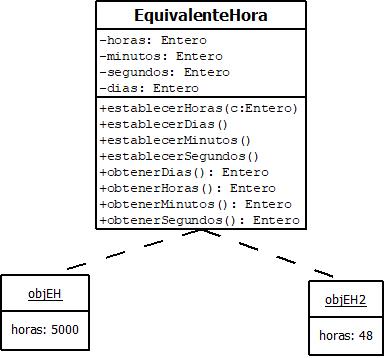 EquivalenteHora
-horas: Entero
-minutos: Entero
-segundos: Entero
-dias: Entero
+establecerHoras(c:Entero)
+establecerDias()
+establecerMinutos()
+establecerSegundos()
+obtenerDias(): Entero
+obtenerHoras(): Entero
+obtenerMinutos(): Entero
+obtenerSegundos(): Entero
objEH
horas: 5000
objEH2
horas: 48